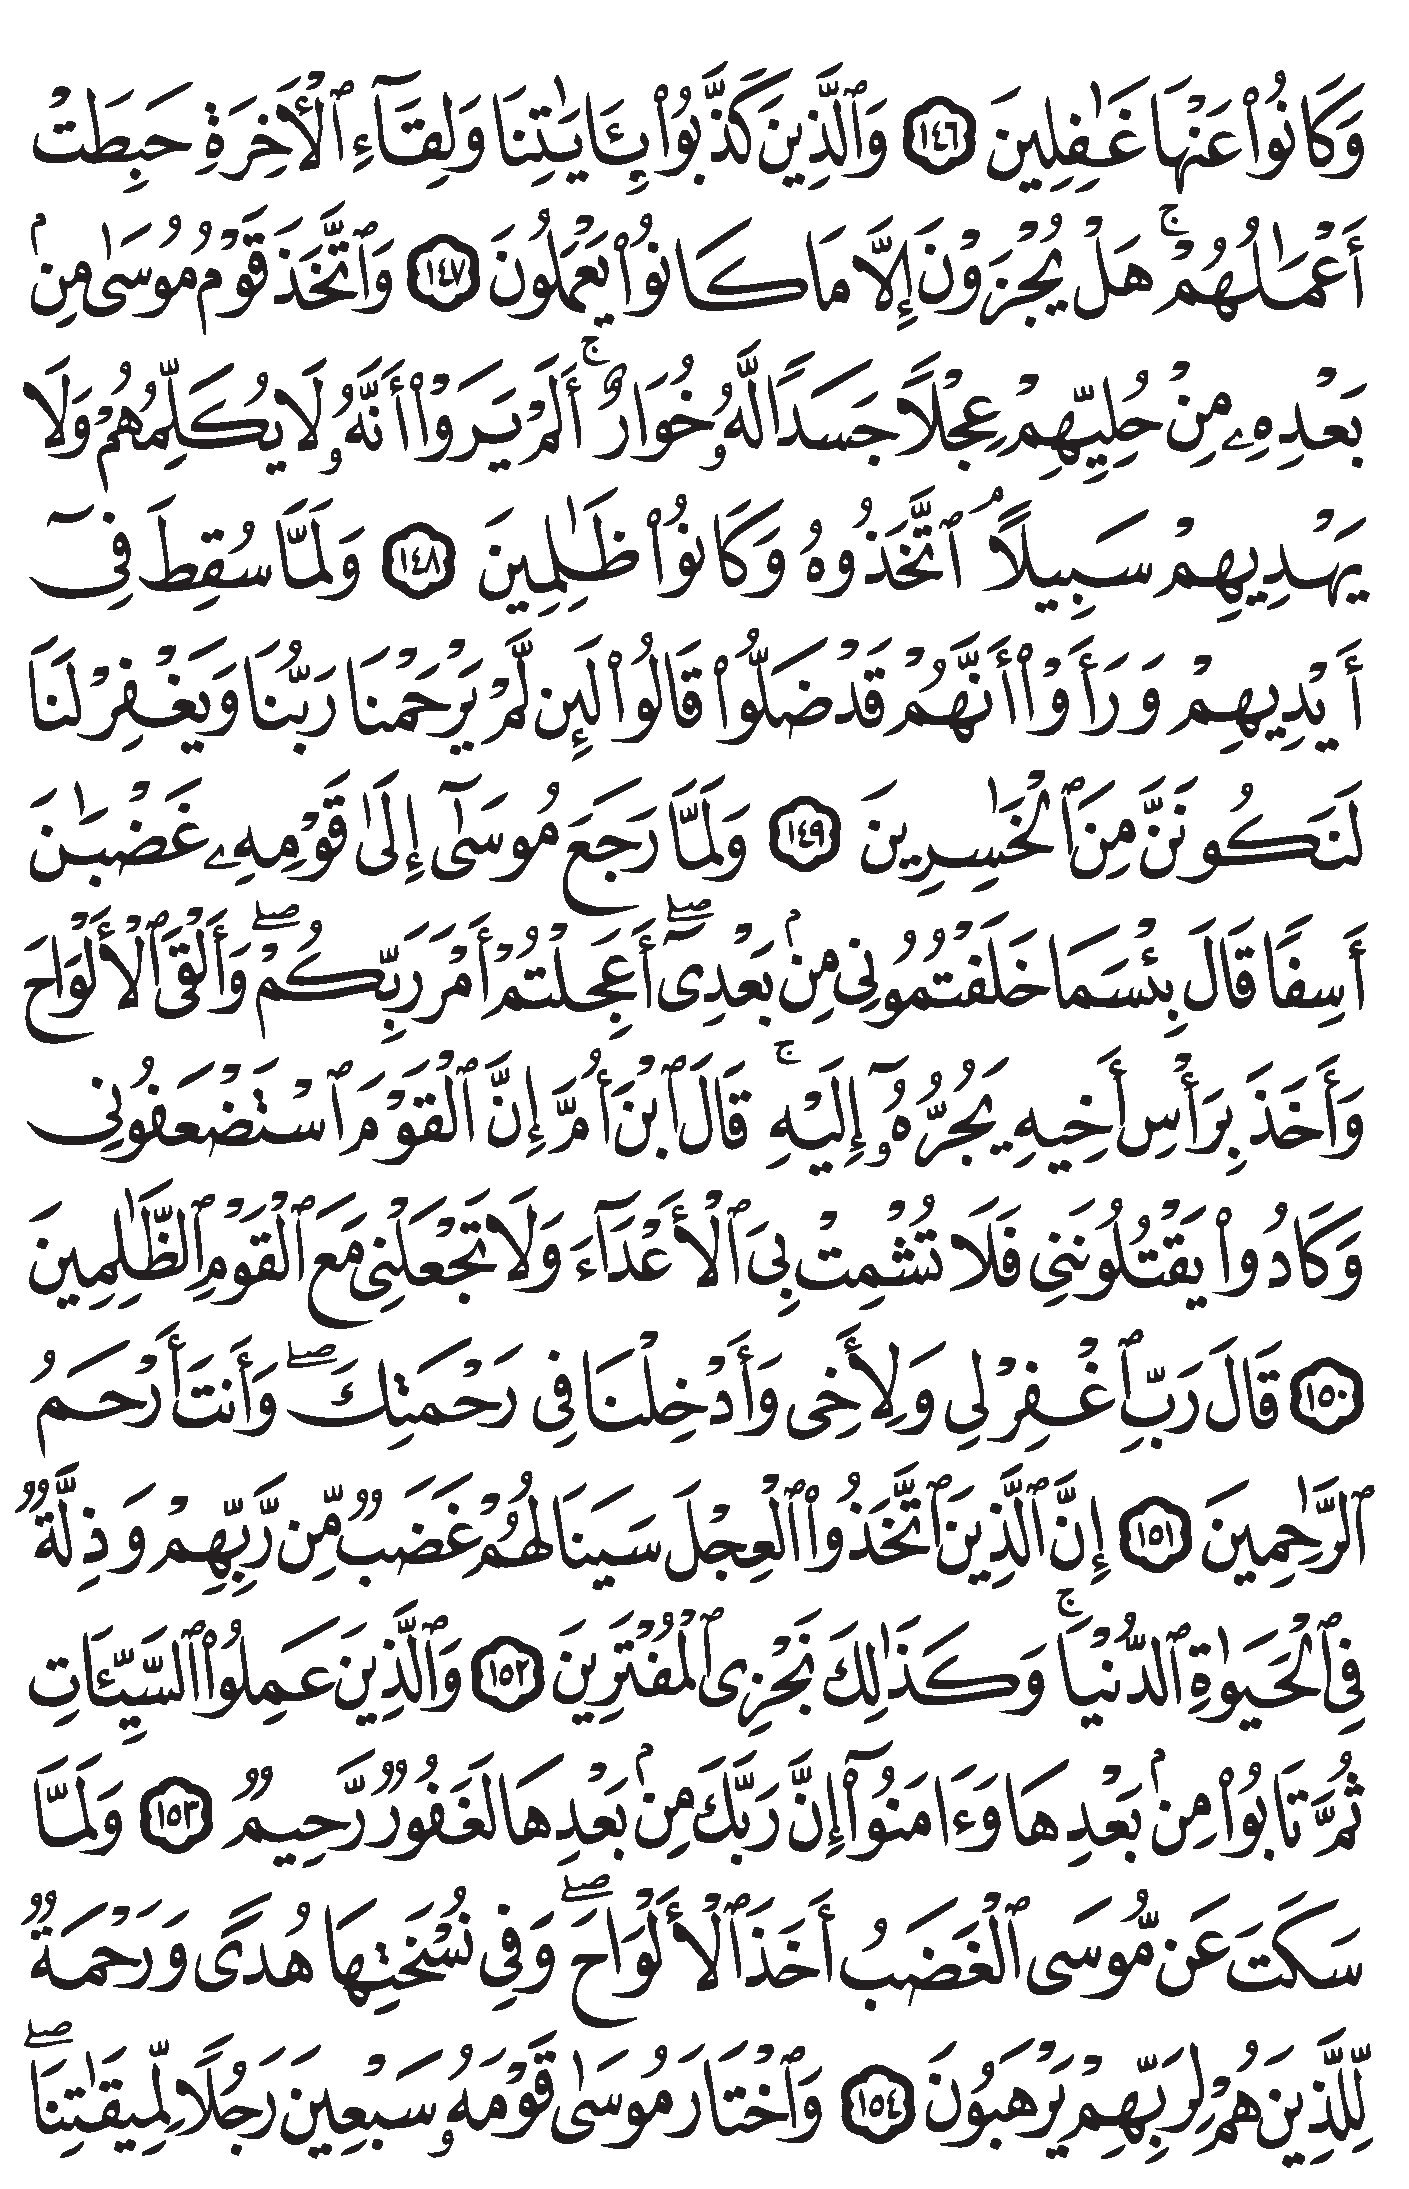 وَكَانُوا۟ عَنْهَا غَٰفِلِينَ ١٤٦ وَٱلَّذِينَ كَذَّبُوا۟ بِـَٔايَٰتِنَا وَلِقَآءِ ٱلْأَخِرَةِ حَبِطَتْ
أَعْمَٰلُهُمْ ۚ هَلْ يُجْزَوْنَ إِلَّا مَا كَانُوا۟ يَعْمَلُونَ ١٤٧ وَٱتَّخَذَ قَوْمُ مُوسَىٰ مِنۢ
بَعْدِهِۦ مِنْ حُلِيِّهِمْ عِجْلًا جَسَدًا لَّهُۥ خُوَارٌ ۚ أَلَمْ يَرَوْا۟ أَنَّهُۥ لَا يُكَلِّمُهُمْ وَلَا
يَهْدِيهِمْ سَبِيلًا ۘ ٱتَّخَذُوهُ وَكَانُوا۟ ظَٰلِمِينَ ١٤٨ وَلَمَّا سُقِطَ فِىٓ
أَيْدِيهِمْ وَرَأَوْا۟ أَنَّهُمْ قَدْ ضَلُّوا۟ قَالُوا۟ لَئِن لَّمْ يَرْحَمْنَا رَبُّنَا وَيَغْفِرْ لَنَا
لَنَكُونَنَّ مِنَ ٱلْخَٰسِرِينَ ١٤٩ وَلَمَّا رَجَعَ مُوسَىٰٓ إِلَىٰ قَوْمِهِۦ غَضْبَٰنَ
أَسِفًا قَالَ بِئْسَمَا خَلَفْتُمُونِى مِنۢ بَعْدِىٓ ۖ أَعَجِلْتُمْ أَمْرَ رَبِّكُمْ ۖ وَأَلْقَى ٱلْأَلْوَاحَ
وَأَخَذَ بِرَأْسِ أَخِيهِ يَجُرُّهُۥٓ إِلَيْهِ ۚ قَالَ ٱبْنَ أُمَّ إِنَّ ٱلْقَوْمَ ٱسْتَضْعَفُونِى
وَكَادُوا۟ يَقْتُلُونَنِى فَلَا تُشْمِتْ بِىَ ٱلْأَعْدَآءَ وَلَا تَجْعَلْنِى مَعَ ٱلْقَوْمِ ٱلظَّٰلِمِينَ
١٥٠ قَالَ رَبِّ ٱغْفِرْ لِى وَلِأَخِى وَأَدْخِلْنَا فِى رَحْمَتِكَ ۖ وَأَنتَ أَرْحَمُ
ٱلرَّٰحِمِينَ ١٥١ إِنَّ ٱلَّذِينَ ٱتَّخَذُوا۟ ٱلْعِجْلَ سَيَنَالُهُمْ غَضَبٌ مِّن رَّبِّهِمْ وَذِلَّةٌ
فِى ٱلْحَيَوٰةِ ٱلدُّنْيَا ۚ وَكَذَٰلِكَ نَجْزِى ٱلْمُفْتَرِينَ ١٥٢ وَٱلَّذِينَ عَمِلُوا۟ ٱلسَّيِّـَٔاتِ
ثُمَّ تَابُوا۟ مِنۢ بَعْدِهَا وَءَامَنُوٓا۟ إِنَّ رَبَّكَ مِنۢ بَعْدِهَا لَغَفُورٌ رَّحِيمٌ ١٥٣ وَلَمَّا
سَكَتَ عَن مُّوسَى ٱلْغَضَبُ أَخَذَ ٱلْأَلْوَاحَ ۖ وَفِى نُسْخَتِهَا هُدًى وَرَحْمَةٌ
لِّلَّذِينَ هُمْ لِرَبِّهِمْ يَرْهَبُونَ ١٥٤ وَٱخْتَارَ مُوسَىٰ قَوْمَهُۥ سَبْعِينَ رَجُلًا لِّمِيقَٰتِنَا ۖ